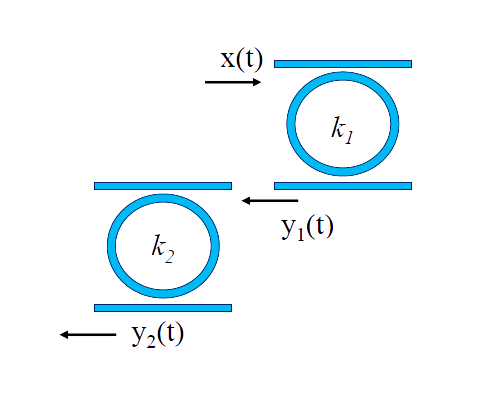 x(t)
k₁
y₁(t)
k₂
y₂(t)